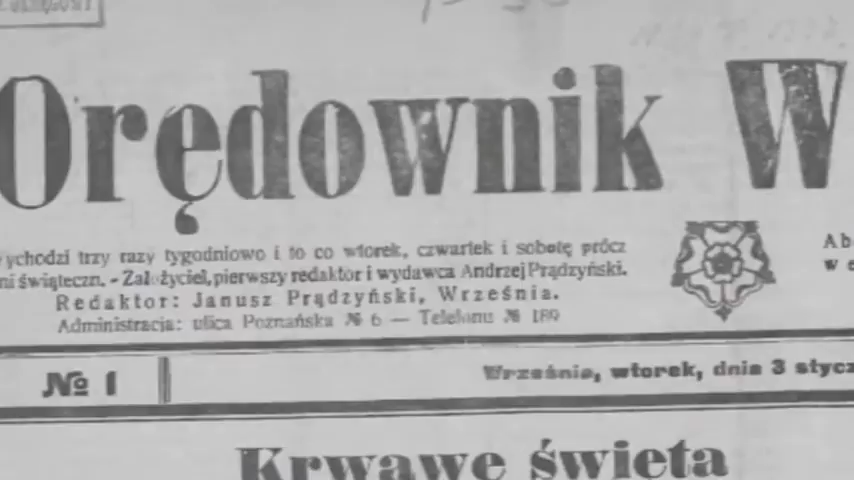 Orędownik W
ychodzi trzy razy tygodniowo i to co wtorek, czwartek i sobotę prócz
ni świąteczn. - Założyciel, pierwszy redaktor i wydawca Andrzej Prądzyński.
Redaktor: Janusz Prądzyński, Września.
Administracja: ulica Poznańska № 6 — Telefonu № 189
Ab
w e
№ 1
Września, wtorek, dnia 3 stycz
Krwawe święta